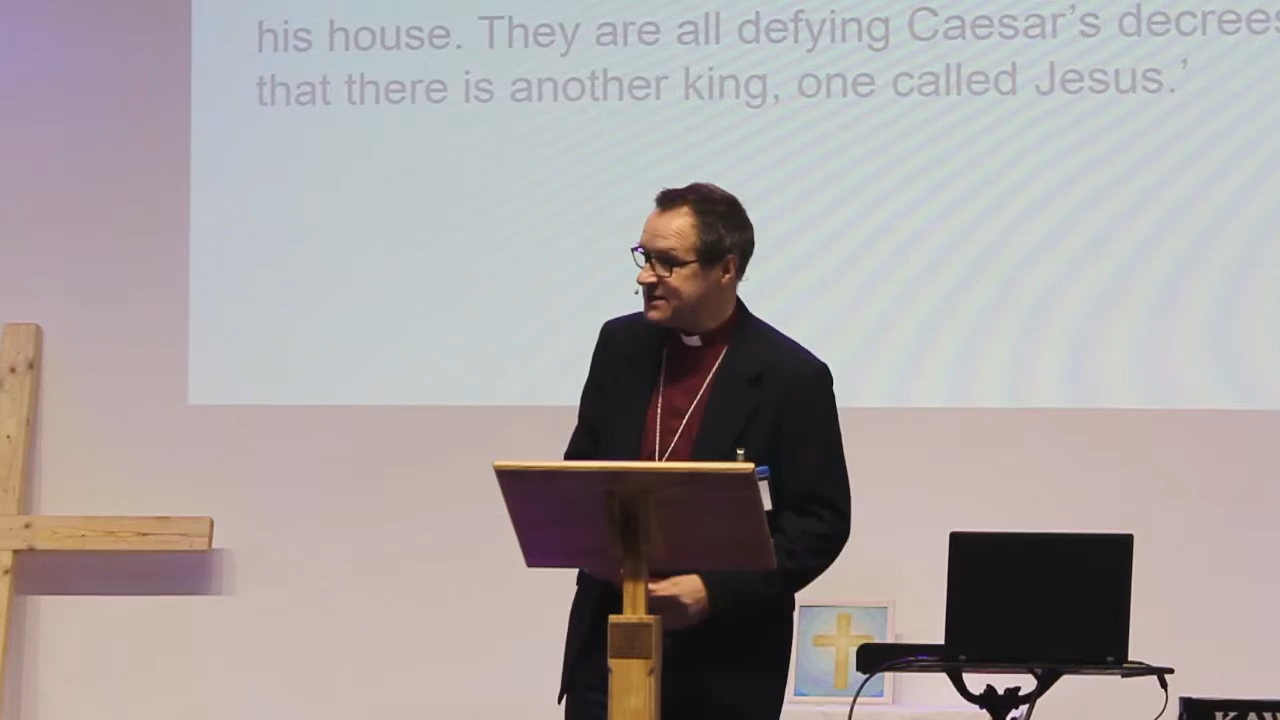 his house. They are all defying Caesar’s decrees
that there is another king, one called Jesus.’